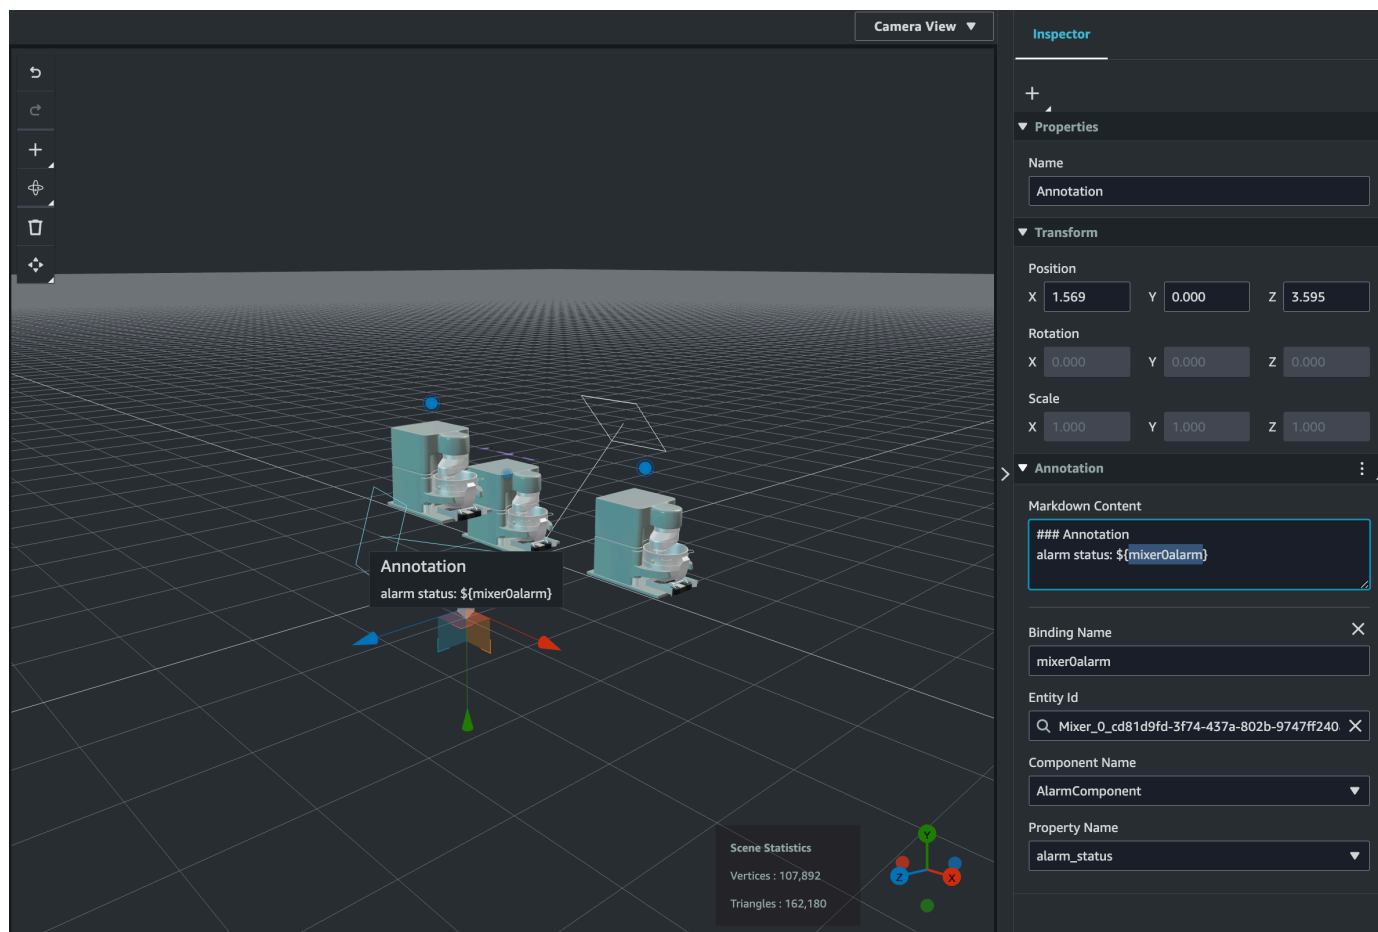 Camera View
Inspector
Properties
Name
Annotation
Transform
Position
X 1.569 Y 0.000 Z 3.595
Rotation
X 0.000 Y 0.000 Z 0.000
Scale
X 1.000 Y 1.000 Z 1.000
Annotation
Markdown Content
### Annotation
alarm status: ${mixer0alarm}
Binding Name
mixer0alarm
Entity Id
Mixer_0_cd81d9fd-3f74-437a-802b-9747ff240
Component Name
AlarmComponent
Property Name
alarm_status
Annotation
alarm status: ${mixer0alarm}
Scene Statistics
Vertices : 107,892
Triangles : 162,180
Y
Z
X